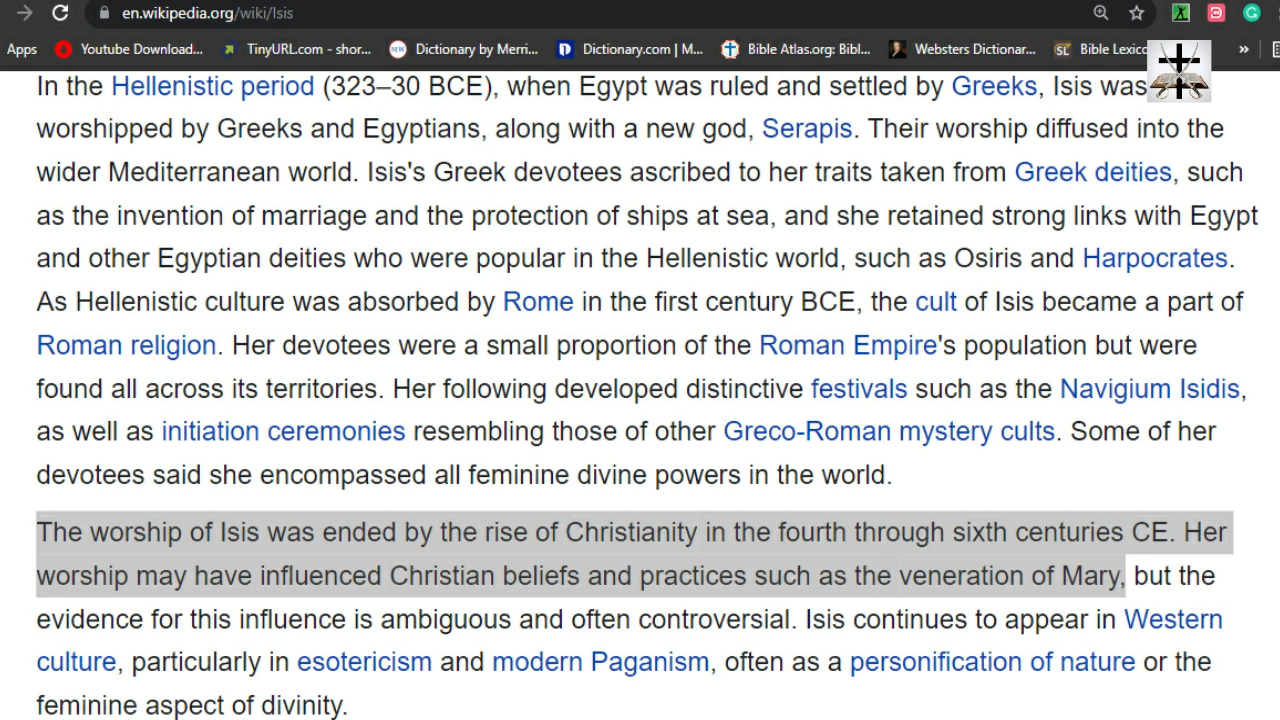 en.wikipedia.org/wiki/Isis
Apps Youtube Download... TinyURL.com - shor... MW Dictionary by Merri... D Dictionary.com | M... Bible Atlas.org: Bibl... Websters Dictionar... SL Bible Lexico »
In the Hellenistic period (323–30 BCE), when Egypt was ruled and settled by Greeks, Isis was
worshipped by Greeks and Egyptians, along with a new god, Serapis. Their worship diffused into the
wider Mediterranean world. Isis's Greek devotees ascribed to her traits taken from Greek deities, such
as the invention of marriage and the protection of ships at sea, and she retained strong links with Egypt
and other Egyptian deities who were popular in the Hellenistic world, such as Osiris and Harpocrates.
As Hellenistic culture was absorbed by Rome in the first century BCE, the cult of Isis became a part of
Roman religion. Her devotees were a small proportion of the Roman Empire's population but were
found all across its territories. Her following developed distinctive festivals such as the Navigium Isidis,
as well as initiation ceremonies resembling those of other Greco-Roman mystery cults. Some of her
devotees said she encompassed all feminine divine powers in the world.
The worship of Isis was ended by the rise of Christianity in the fourth through sixth centuries CE. Her
worship may have influenced Christian beliefs and practices such as the veneration of Mary, but the
evidence for this influence is ambiguous and often controversial. Isis continues to appear in Western
culture, particularly in esotericism and modern Paganism, often as a personification of nature or the
feminine aspect of divinity.